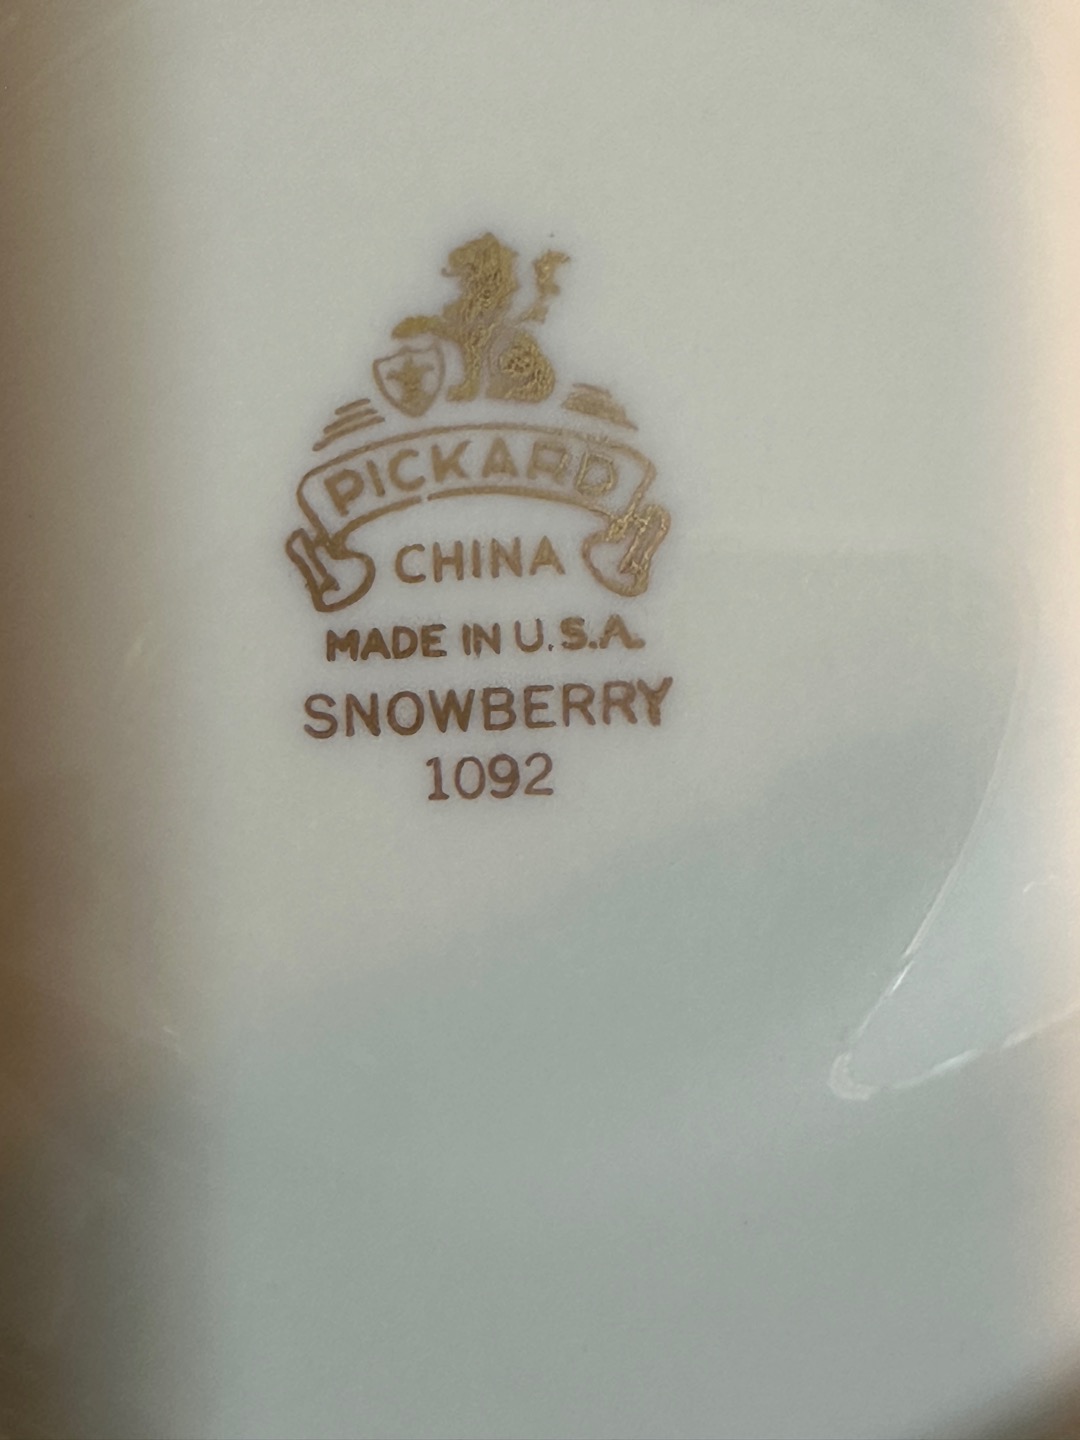 PICKARD
CHINA
MADE IN U.S.A.
SNOWBERRY
1092